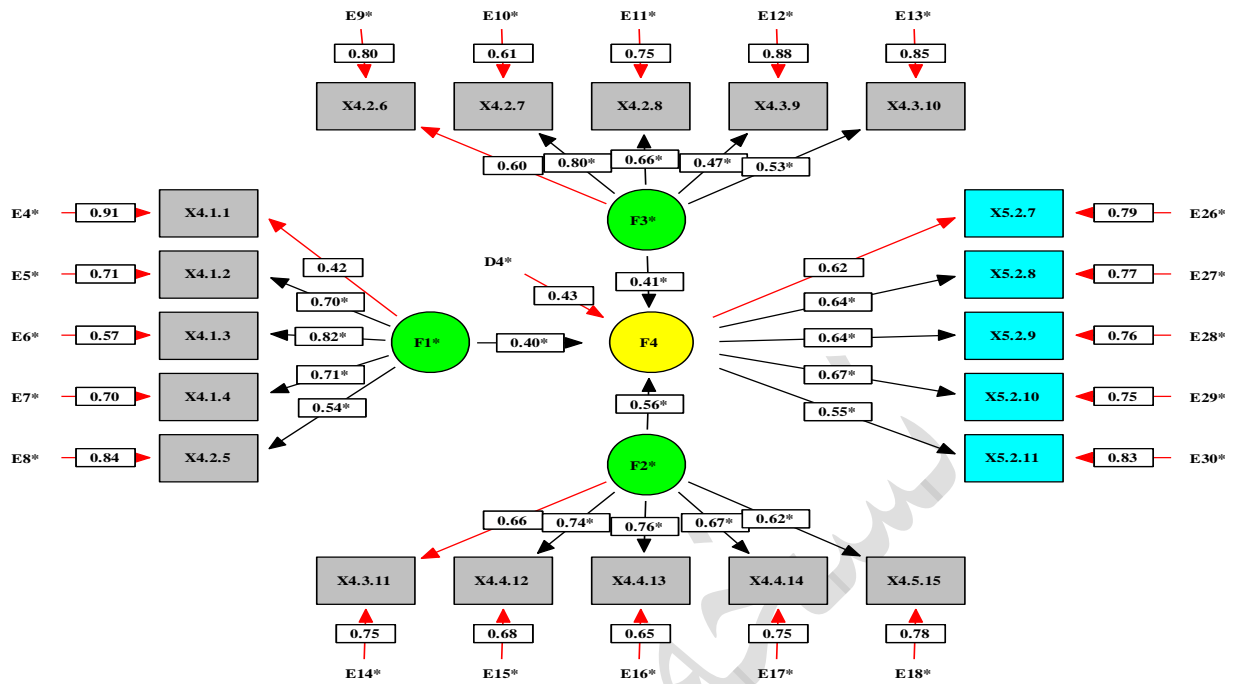 E9* E10* E11* E12* E13*
0.80 0.61 0.75 0.88 0.85
X4.2.6 X4.2.7 X4.2.8 X4.3.9 X4.3.10
0.60 0.80* 0.66* 0.47* 0.53*
E4* 0.91 X4.1.1 F3* X5.2.7 0.79 E26*
0.42 D4* 0.62
E5* 0.71 X4.1.2 0.41* X5.2.8 0.77 E27*
0.70* 0.43 0.64*
E6* 0.57 X4.1.3 0.82* F1* 0.40* F4 0.64* X5.2.9 0.76 E28*
0.71* 0.67*
E7* 0.70 X4.1.4 0.56* X5.2.10 0.75 E29*
0.54* 0.55*
E8* 0.84 X4.2.5 F2* X5.2.11 0.83 E30*
0.66 0.74* 0.76* 0.67* 0.62*
X4.3.11 X4.4.12 X4.4.13 X4.4.14 X4.5.15
0.75 0.68 0.65 0.75 0.78
E14* E15* E16* E17* E18*